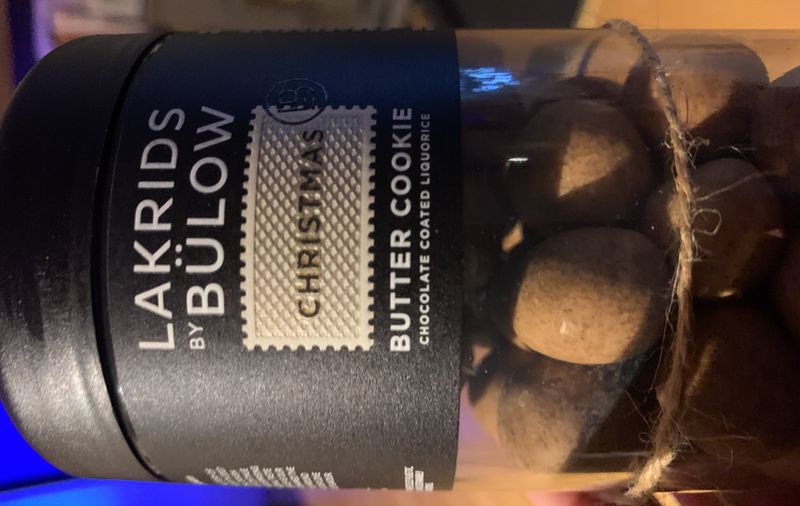 LAKRIDS
BY BÜLOW
CHRISTMAS
BUTTER COOKIE
CHOCOLATE COATED LIQUORICE